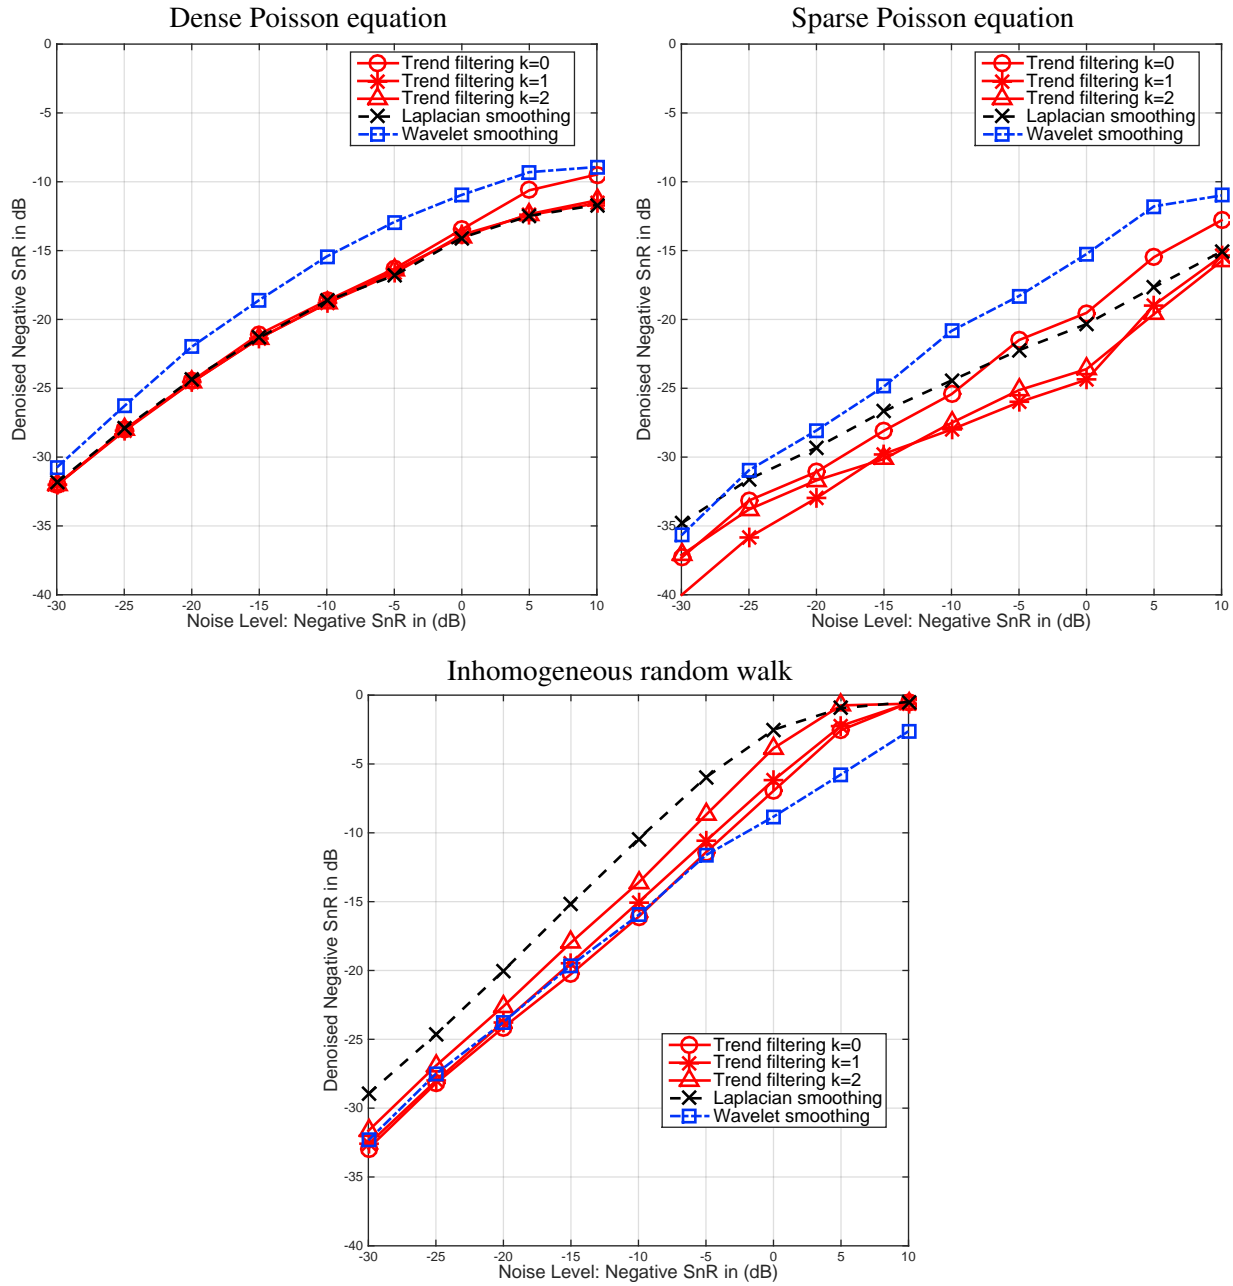 Dense Poisson equation
0
-5
-10
-15
-20
-25
-30
-35
-40
Denoised Negative SnR in dB
Trend filtering k=0
Trend filtering k=1
Trend filtering k=2
Laplacian smoothing
Wavelet smoothing
-30 -25 -20 -15 -10 -5 0 5 10
Noise Level: Negative SnR in (dB)
Sparse Poisson equation
0
-5
-10
-15
-20
-25
-30
-35
-40
Denoised Negative SnR in dB
Trend filtering k=0
Trend filtering k=1
Trend filtering k=2
Laplacian smoothing
Wavelet smoothing
-30 -25 -20 -15 -10 -5 0 5 10
Noise Level: Negative SnR in (dB)
Inhomogeneous random walk
0
-5
-10
-15
-20
-25
-30
-35
-40
Denoised Negative SnR in dB
Trend filtering k=0
Trend filtering k=1
Trend filtering k=2
Laplacian smoothing
Wavelet smoothing
-30 -25 -20 -15 -10 -5 0 5 10
Noise Level: Negative SnR in (dB)